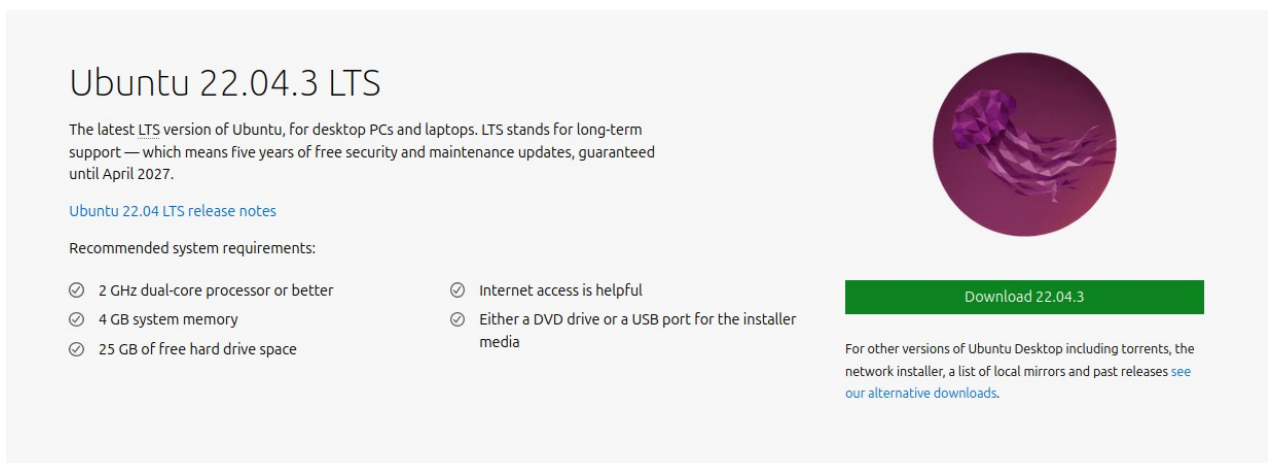 Ubuntu 22.04.3 LTS
The latest LTS version of Ubuntu, for desktop PCs and laptops. LTS stands for long-term
support — which means five years of free security and maintenance updates, guaranteed
until April 2027.
Ubuntu 22.04 LTS release notes
Recommended system requirements:
2 GHz dual-core processor or better
4 GB system memory
25 GB of free hard drive space
Internet access is helpful
Either a DVD drive or a USB port for the installer
media
Download 22.04.3
For other versions of Ubuntu Desktop including torrents, the
network installer, a list of local mirrors and past releases see
our alternative downloads.